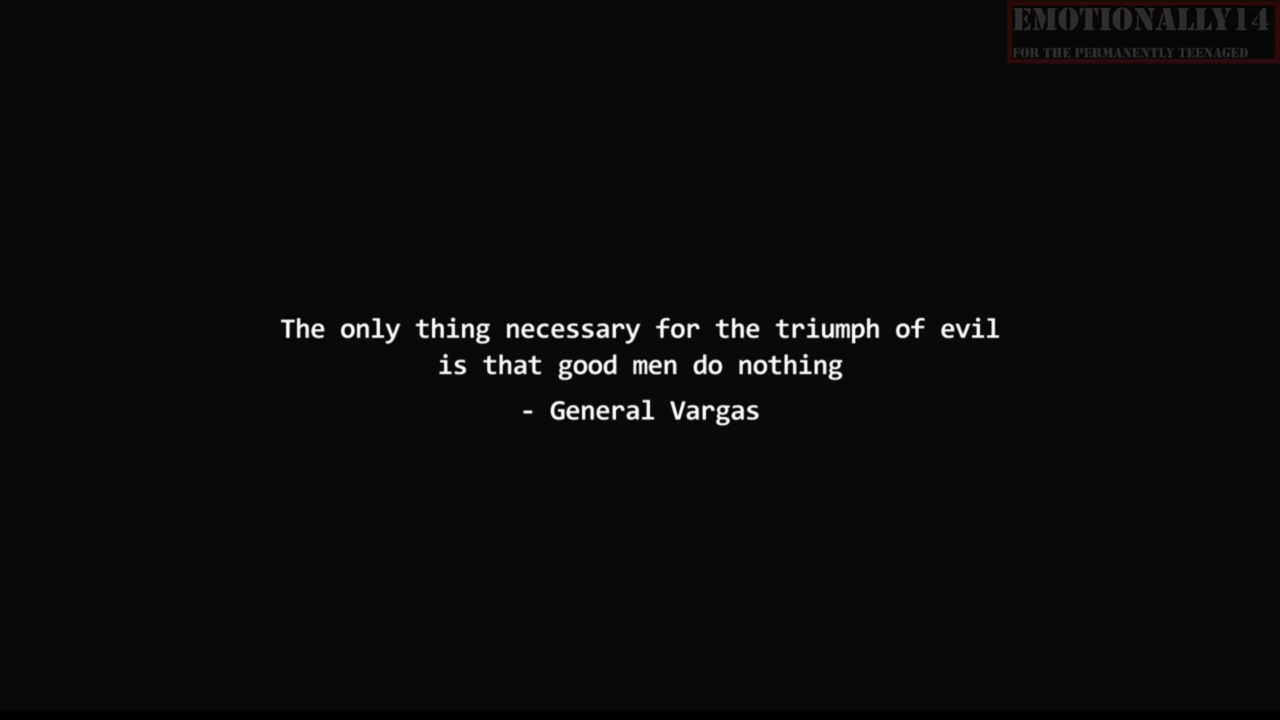 EMOTIONALLY14
FOR THE PERMANENTLY TEENAGED
The only thing necessary for the triumph of evil
is that good men do nothing
- General Vargas